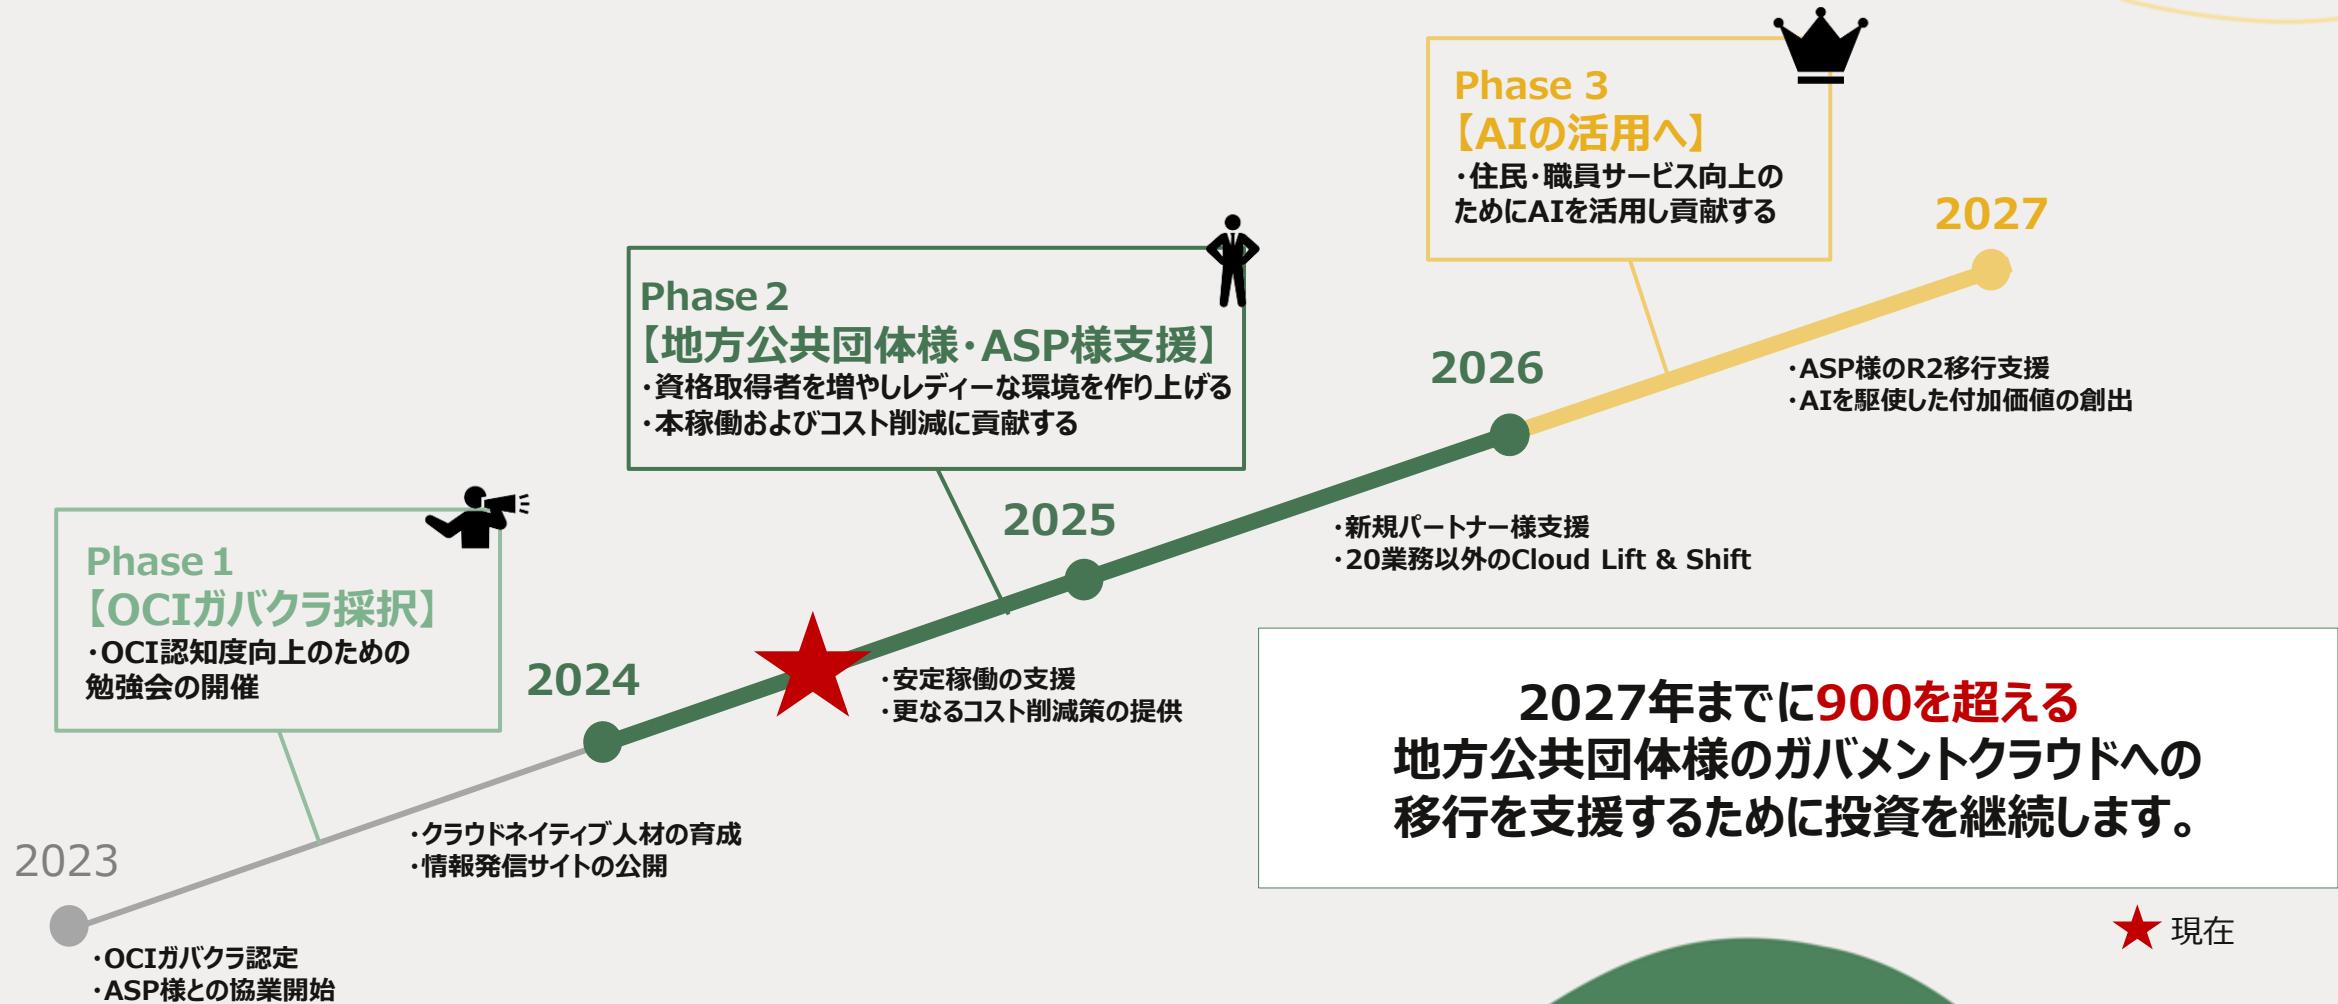 Phase 1
【OCIガバクラ採択】
・OCI認知度向上のための
勉強会の開催
2023
・OCIガバクラ認定
・ASP様との協業開始
2024
・クラウドネイティブ人材の育成
・情報発信サイトの公開
Phase 2
【地方公共団体様・ASP様支援】
・資格取得者を増やしレディーな環境を作り上げる
・本稼働およびコスト削減に貢献する
2025
・安定稼働の支援
・更なるコスト削減策の提供
2026
・新規パートナー様支援
・20業務以外のCloud Lift & Shift
Phase 3
【AIの活用へ】
・住民・職員サービス向上の
ためにAIを活用し貢献する
2027
・ASP様のR2移行支援
・AIを駆使した付加価値の創出
2027年までに900を超える
地方公共団体様のガバメントクラウドへの
移行を支援するために投資を継続します。
現在